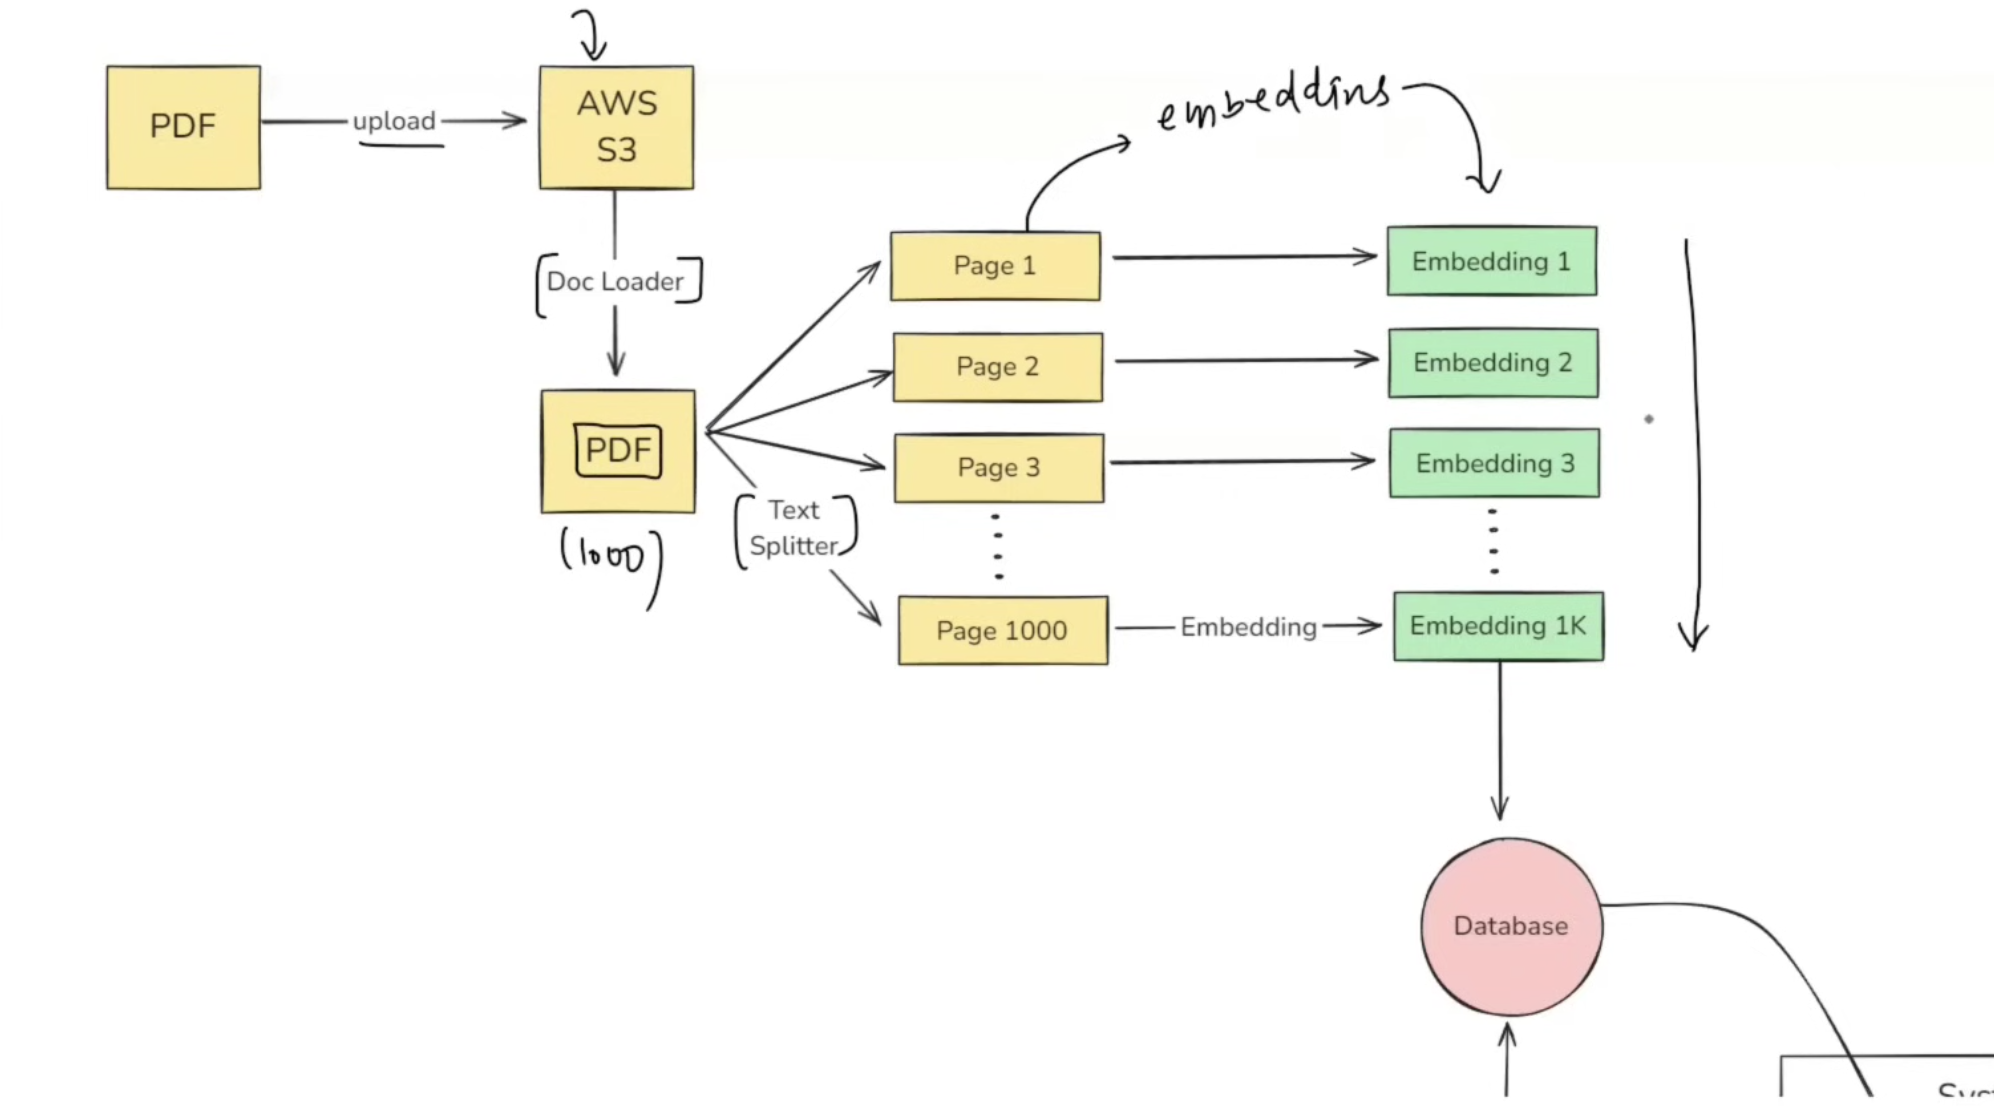 PDF
upload
AWS
S3
embeddins
Doc Loader
Page 1
Embedding 1
Page 2
Embedding 2
PDF
Page 3
Embedding 3
(1000)
Text
Splitter
Page 1000
Embedding
Embedding 1K
Database